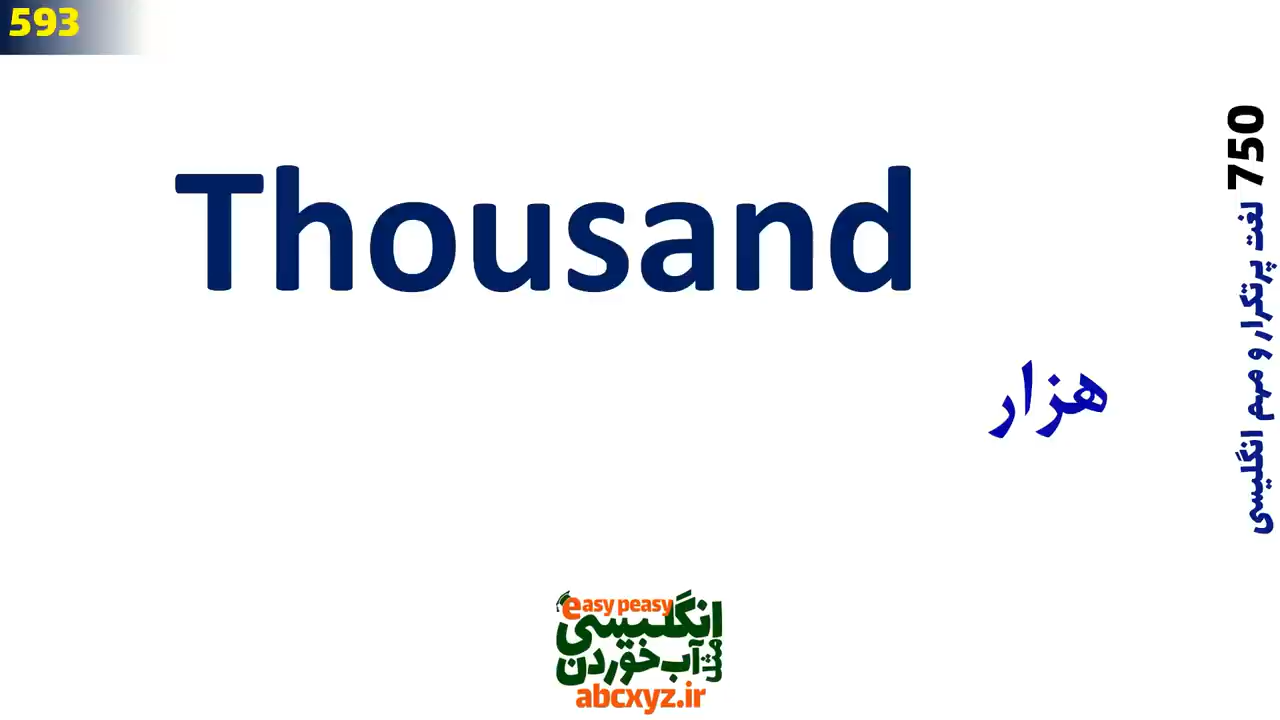 593
Thousand
هزار
750 لغت پرتکرار و مهم انگلیسی
easy peasy
انگلیسی
مثل آب خوردن
abcxyz.ir